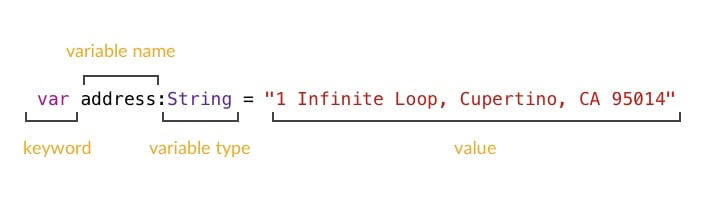 variable name
var address:String = "1 Infinite Loop, Cupertino, CA 95014"
keyword variable type value